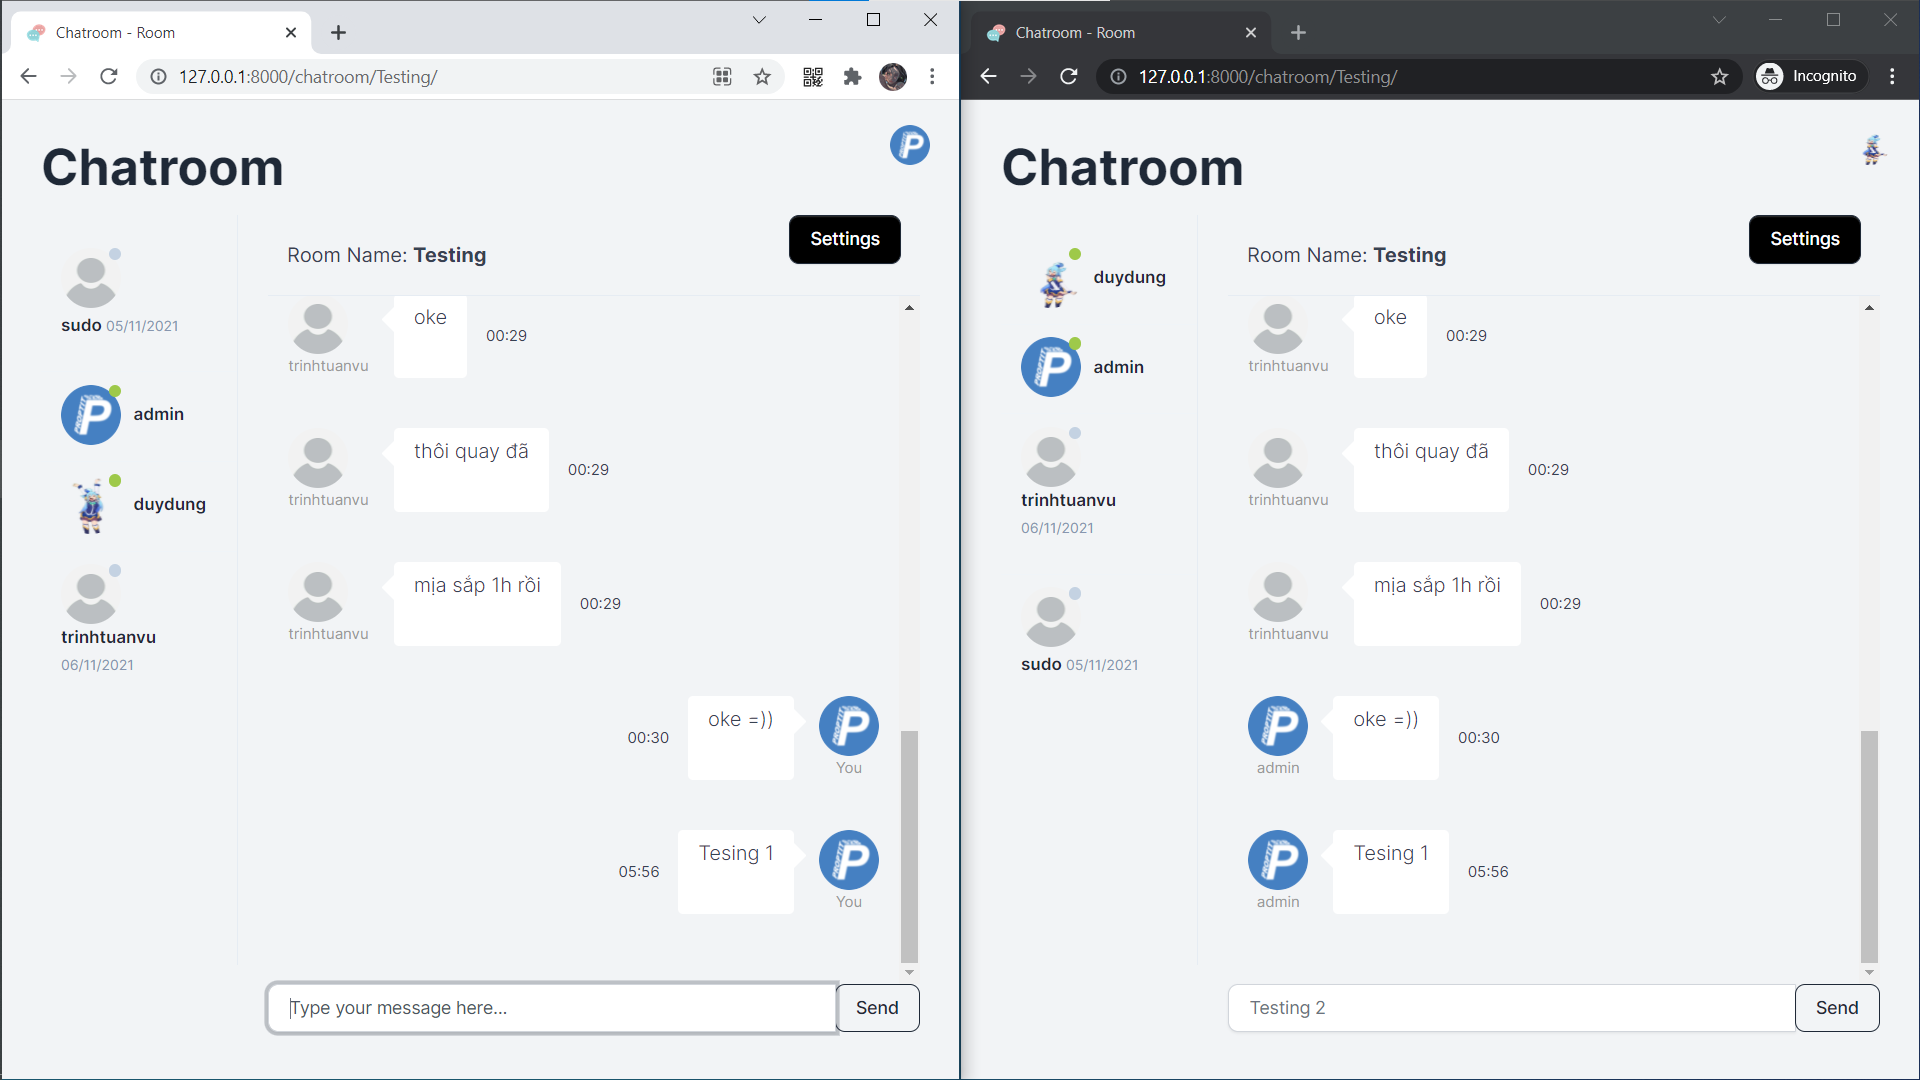 Chatroom - Room
127.0.0.1:8000/chatroom/Testing/
Chatroom
Room Name: Testing
Settings
sudo 05/11/2021
admin
duydung
trinhtuanvu
06/11/2021
oke
00:29
trinhtuanvu
thôi quay đã
00:29
trinhtuanvu
mịa sắp 1h rồi
00:29
trinhtuanvu
00:30
oke =))
You
05:56
Tesing 1
You
Type your message here...
Send
Chatroom - Room
127.0.0.1:8000/chatroom/Testing/
Incognito
Chatroom
Room Name: Testing
Settings
duydung
admin
trinhtuanvu
06/11/2021
sudo 05/11/2021
oke
00:29
trinhtuanvu
thôi quay đã
00:29
trinhtuanvu
mịa sắp 1h rồi
00:29
trinhtuanvu
oke =))
00:30
admin
Tesing 1
05:56
admin
Testing 2
Send